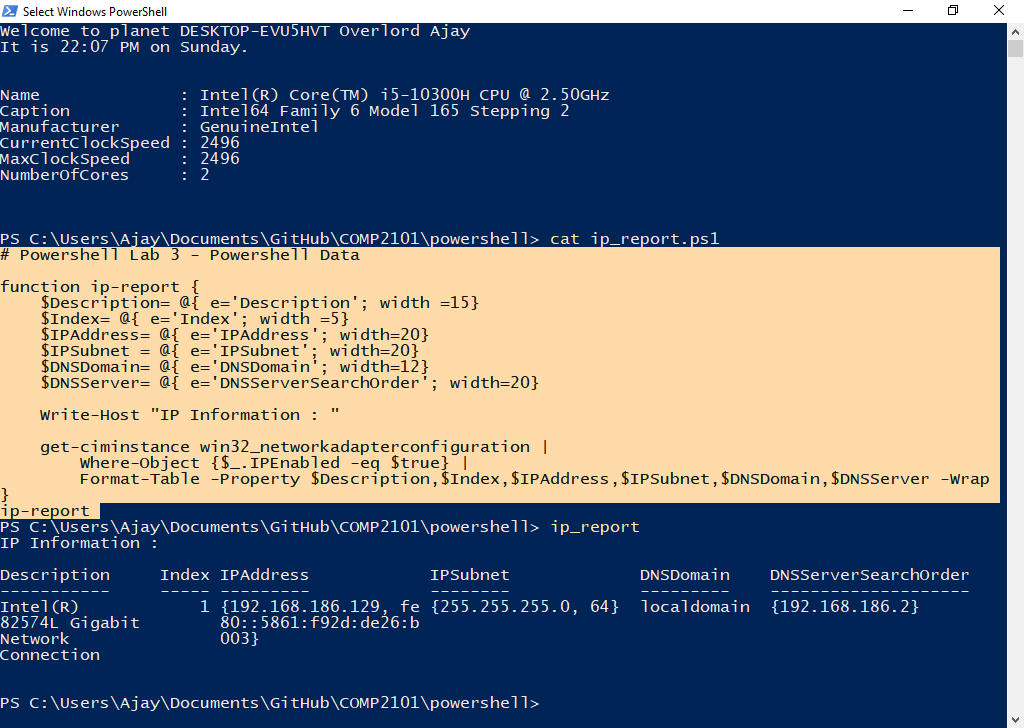 Select Windows PowerShell
Welcome to planet DESKTOP-EVU5HVT Overlord Ajay
It is 22:07 PM on Sunday.
Name              : Intel(R) Core(TM) i5-10300H CPU @ 2.50GHz
Caption           : Intel64 Family 6 Model 165 Stepping 2
Manufacturer      : GenuineIntel
CurrentClockSpeed : 2496
MaxClockSpeed     : 2496
NumberOfCores     : 2
PS C:\Users\Ajay\Documents\GitHub\COMP2101\powershell> cat ip_report.ps1
# Powershell Lab 3 - Powershell Data
function ip-report {
    $Description= @{ e='Description'; width =15}
    $Index= @{ e='Index'; width =5}
    $IPAddress= @{ e='IPAddress'; width=20}
    $IPSubnet = @{ e='IPSubnet'; width=20}
    $DNSDomain= @{ e='DNSDomain'; width=12}
    $DNSServer= @{ e='DNSServerSearchOrder'; width=20}
    Write-Host "IP Information : "
    get-ciminstance win32_networkadapterconfiguration |
        Where-Object {$_.IPEnabled -eq $true} |
        Format-Table -Property $Description,$Index,$IPAddress,$IPSubnet,$DNSDomain,$DNSServer -Wrap
}
ip-report
PS C:\Users\Ajay\Documents\GitHub\COMP2101\powershell> ip_report
IP Information :
Description     Index IPAddress            IPSubnet             DNSDomain    DNSServerSearchOrder
-----------     ----- ---------            --------             ---------    --------------------
Intel(R)            1 {192.168.186.129, fe {255.255.255.0, 64}  localdomain  {192.168.186.2}
82574L Gigabit        80::5861:f92d:de26:b
Network               003}
Connection
PS C:\Users\Ajay\Documents\GitHub\COMP2101\powershell>